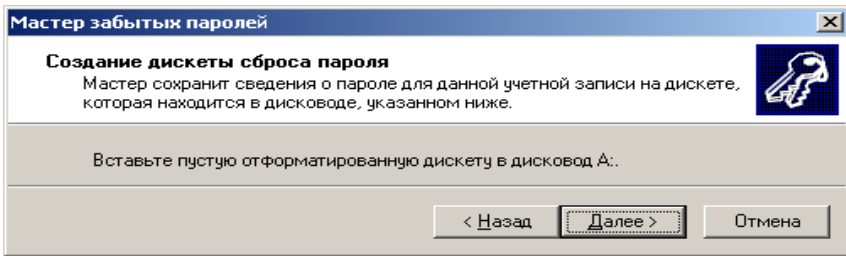 Мастер забытых паролей
Создание дискеты сброса пароля
Мастер сохранит сведения о пароле для данной учетной записи на дискете,
которая находится в дисководе, указанном ниже.
Вставьте пустую отформатированную дискету в дисковод A:.
< Назад Далее > Отмена